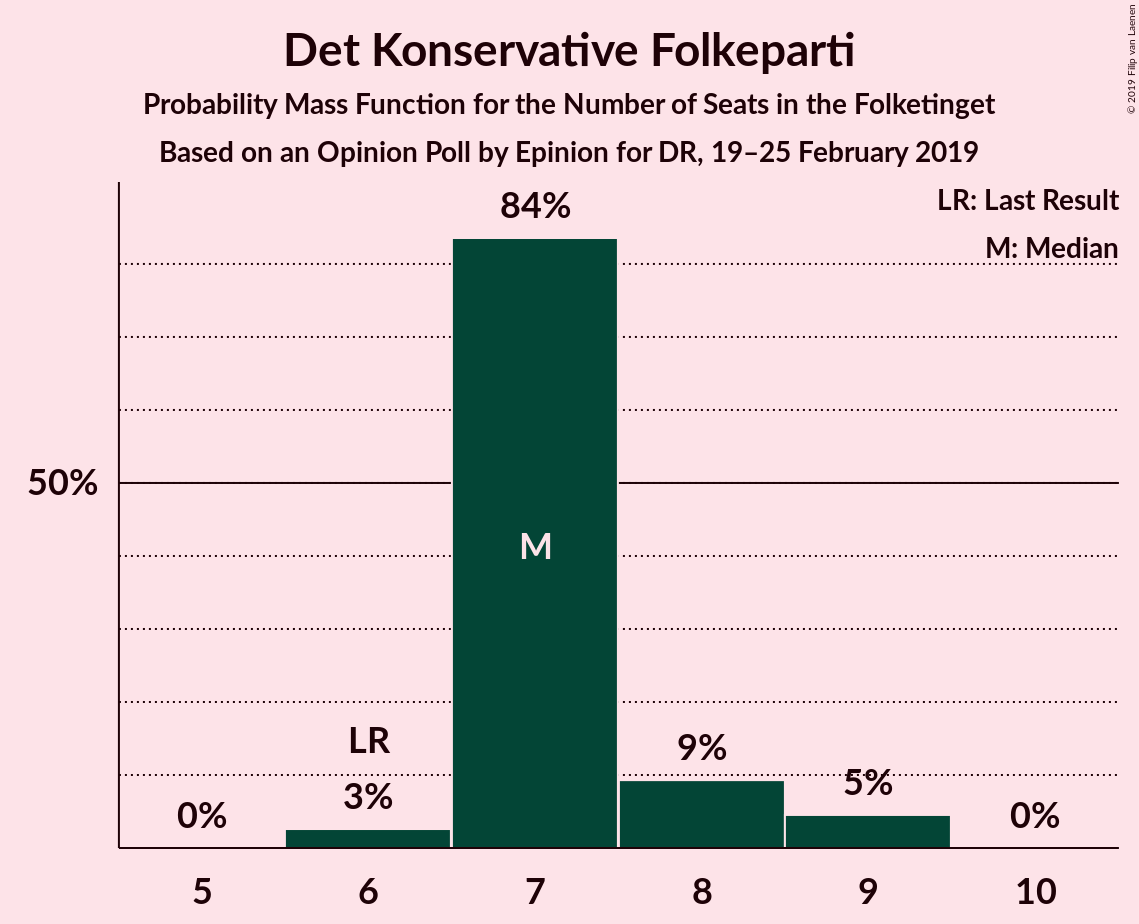 Det Konservative Folkeparti
Probability Mass Function for the Number of Seats in the Folketinget
Based on an Opinion Poll by Epinion for DR, 19–25 February 2019
© 2019 Filip van Laenen
LR: Last Result
M: Median
84%
50%
M
LR
0%
3%
9%
5%
0%
5
6
7
8
9
10